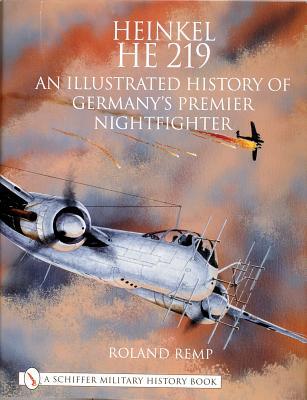 HEINKEL
HE 219
AN ILLUSTRATED HISTORY OF
GERMANY'S PREMIER
NIGHTFIGHTER
ROLAND REMP
A SCHIFFER MILITARY HISTORY BOOK